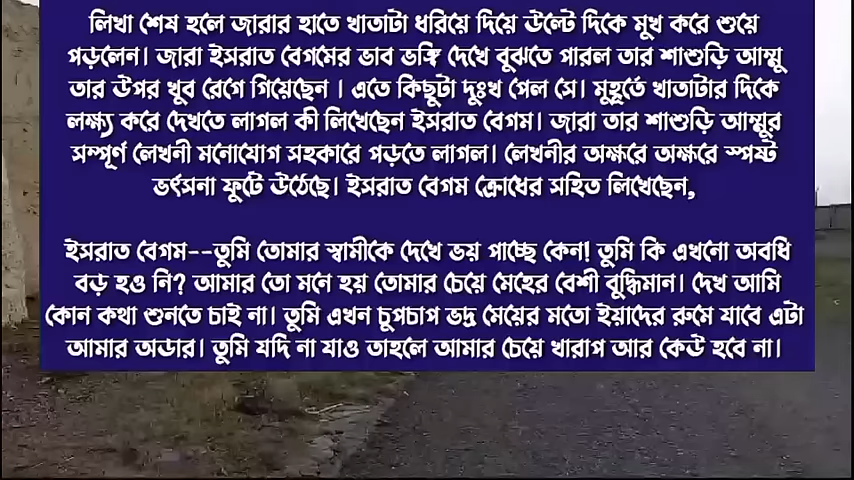 লিখা শেষ হলে জারার হাতে খাতাটা ধরিয়ে দিয়ে উল্টে দিকে মুখ করে শুয়ে
পড়লেন। জারা ইসরাত বেগমের ভাব ভঙ্গি দেখে বুঝতে পারল তার শাশুড়ি আম্মু
তার উপর খুব রেগে গিয়েছেন । এতে কিছুটা দুঃখ পেল সে। মুহূর্তে খাতাটার দিকে
লক্ষ্য করে দেখতে লাগল কী লিখেছেন ইসরাত বেগম। জারা তার শাশুড়ি আম্মুর
সম্পূর্ণ লেখনী মনোযোগ সহকারে পড়তে লাগল। লেখনীর অক্ষরে অক্ষরে স্পষ্ট
ভর্ৎসনা ফুটে উঠেছে। ইসরাত বেগম ক্রোধের সহিত লিখেছেন,
ইসরাত বেগম--তুমি তোমার স্বামীকে দেখে ভয় পাচ্ছে কেন! তুমি কি এখনো অবধি
বড় হও নি? আমার তো মনে হয় তোমার চেয়ে মেহের বেশী বুদ্ধিমান। দেখ আমি
কোন কথা শুনতে চাই না। তুমি এখন চুপচাপ ভদ্র মেয়ের মতো ইয়াদের রুমে যাবে এটা
আমার অডার। তুমি যদি না যাও তাহলে আমার চেয়ে খারাপ আর কেউ হবে না।